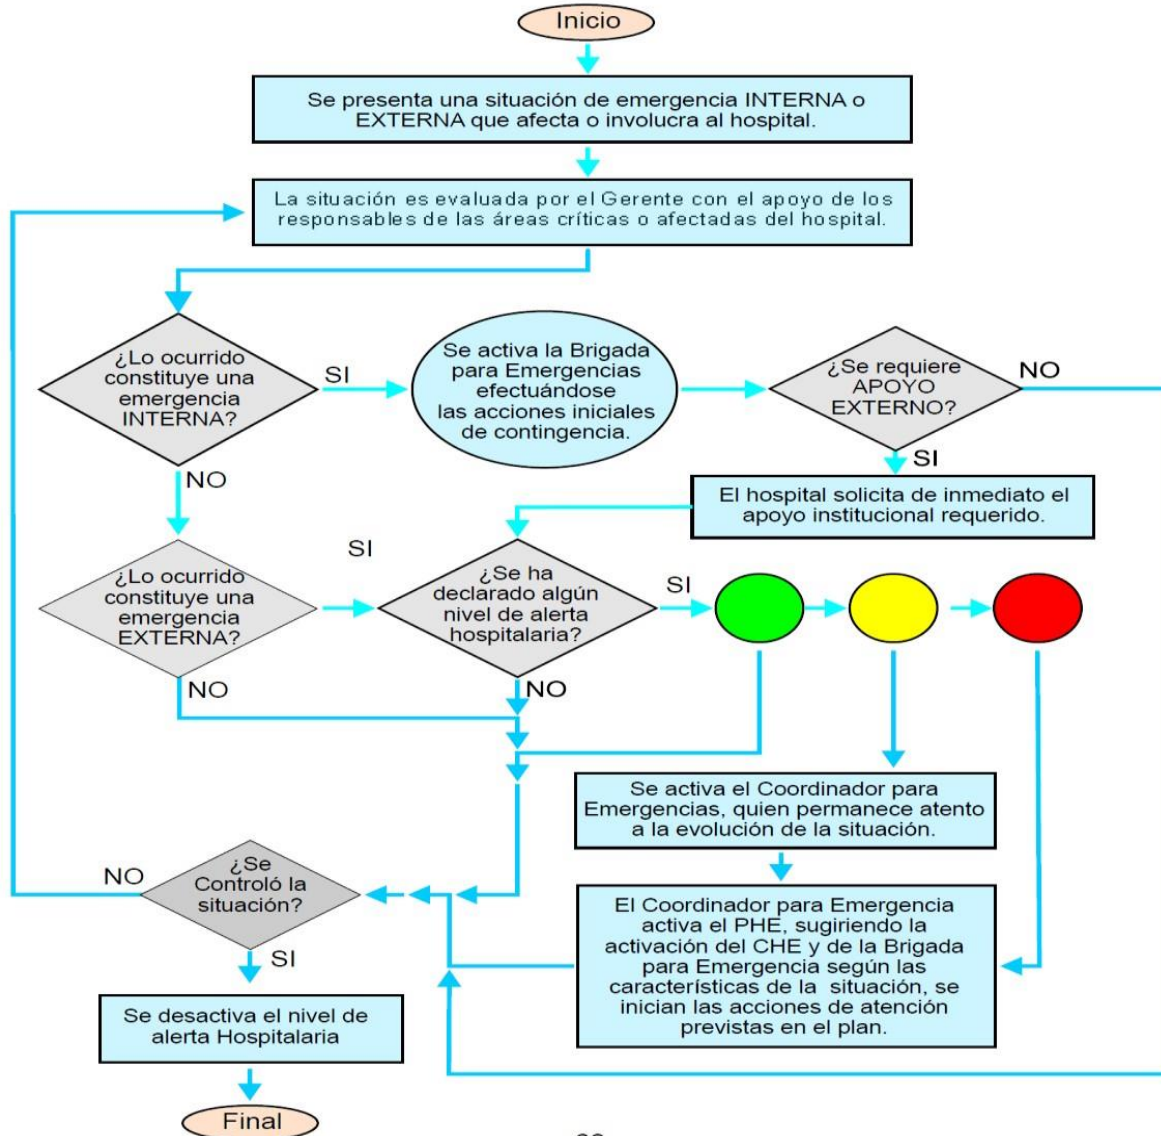 Inicio
Se presenta una situación de emergencia INTERNA o
EXTERNA que afecta o involucra al hospital.
La situación es evaluada por el Gerente con el apoyo de los
responsables de las áreas críticas o afectadas del hospital.
¿Lo ocurrido
constituye una
emergencia
INTERNA?
SI
Se activa la Brigada
para Emergencias
efectuándose
las acciones iniciales
de contingencia.
¿Se requiere
APOYO
EXTERNO?
NO
SI
NO
El hospital solicita de inmediato el
apoyo institucional requerido.
¿Lo ocurrido
constituye una
emergencia
EXTERNA?
SI
¿Se ha
declarado algún
nivel de alerta
hospitalaria?
SI
NO
NO
Se activa el Coordinador para
Emergencias, quien permanece atento
a la evolución de la situación.
El Coordinador para Emergencia
activa el PHE, sugiriendo la
activación del CHE y de la Brigada
para Emergencia según las
características de la situación, se
inician las acciones de atención
previstas en el plan.
¿Se
Controló la
situación?
NO
SI
Se desactiva el nivel de
alerta Hospitalaria
Final